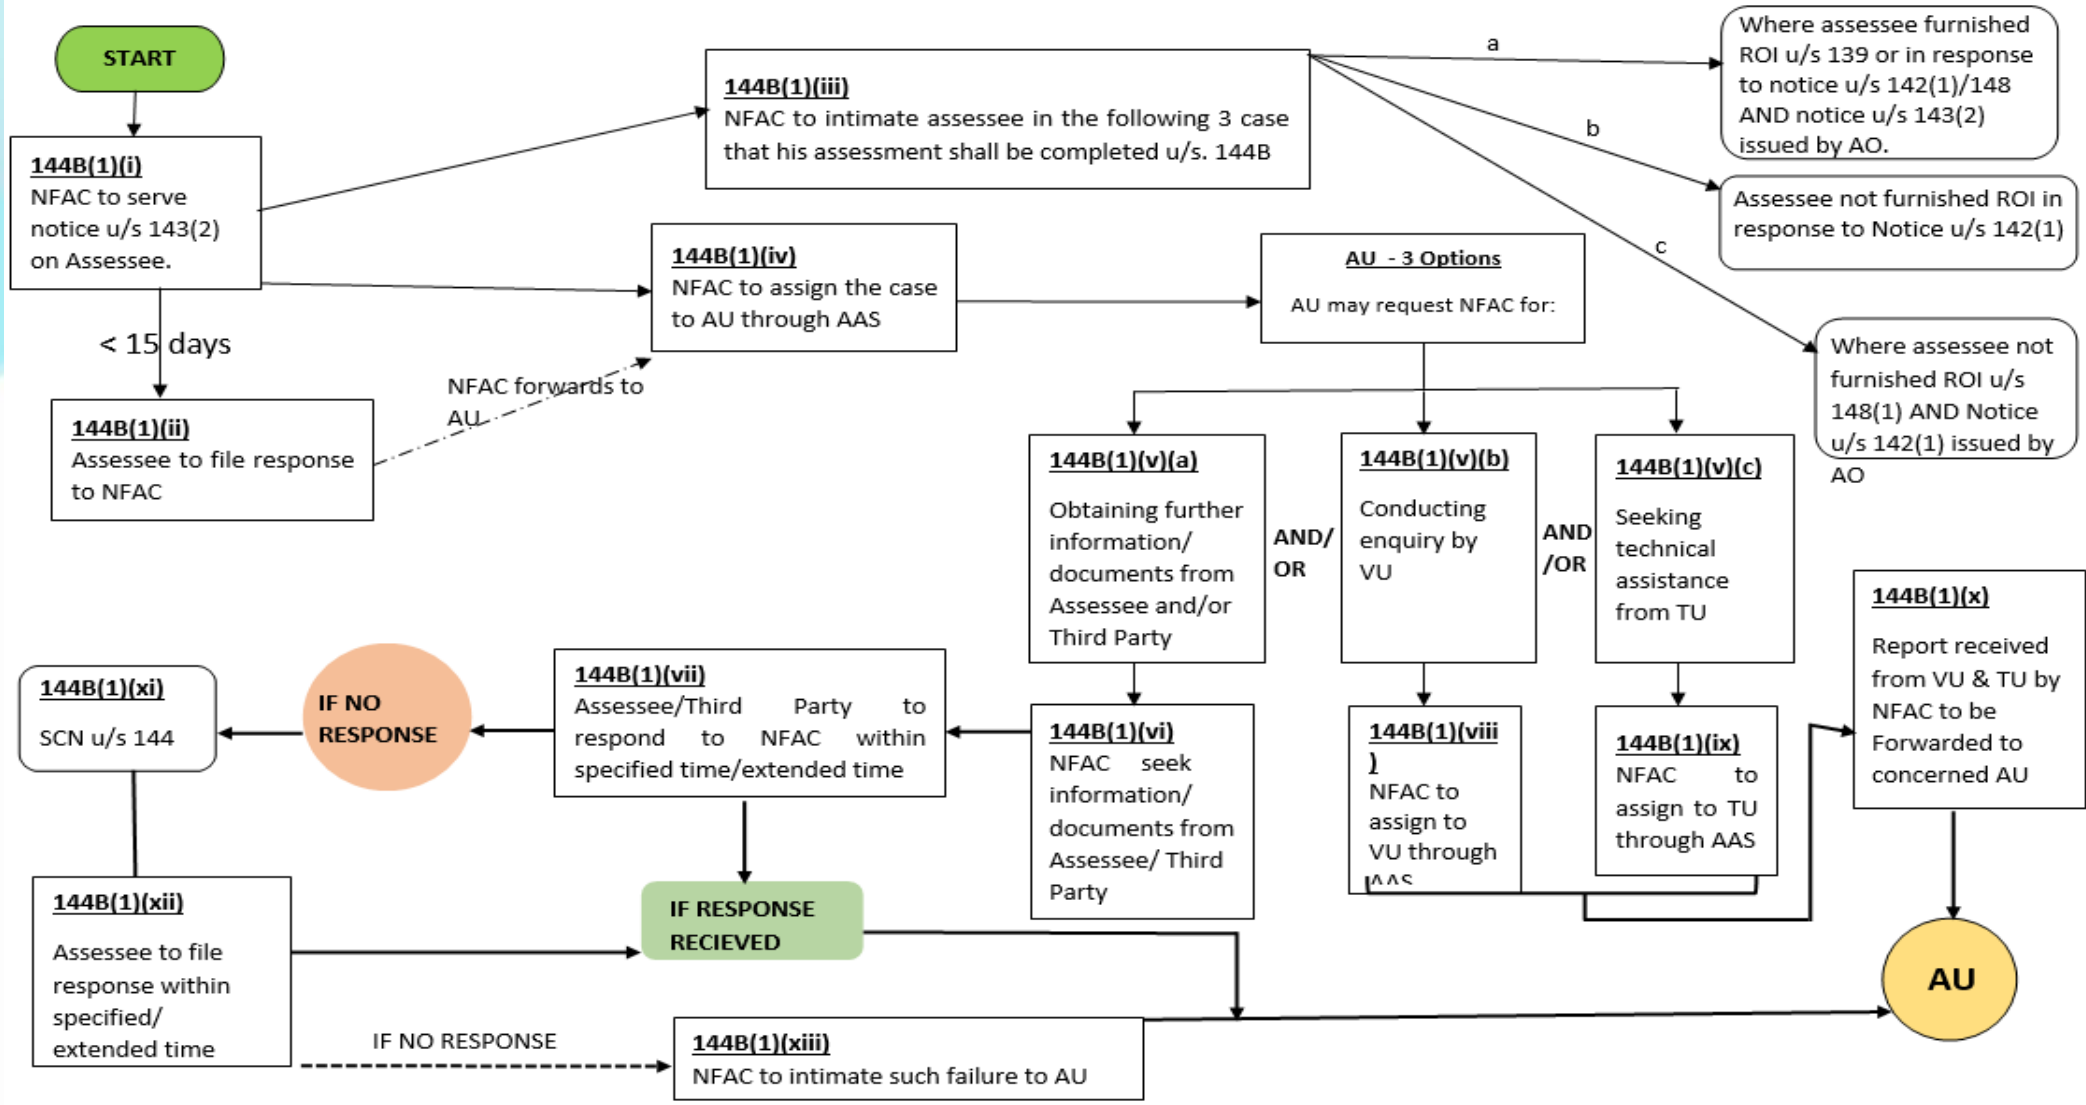 START
144B(1)(i)
NFAC to serve
notice u/s 143(2)
on Assessee.
< 15 days
144B(1)(ii)
Assessee to file response
to NFAC
NFAC forwards to
AU
144B(1)(iii)
NFAC to intimate assessee in the following 3 case
that his assessment shall be completed u/s. 144B
a
b
c
Where assessee furnished
ROI u/s 139 or in response
to notice u/s 142(1)/148
AND notice u/s 143(2)
issued by AO.
Assessee not furnished ROI in
response to Notice u/s 142(1)
Where assessee not
furnished ROI u/s
148(1) AND Notice
u/s 142(1) issued by
AO
144B(1)(iv)
NFAC to assign the case
to AU through AAS
AU - 3 Options
AU may request NFAC for:
144B(1)(v)(a)
Obtaining further
information/
documents from
Assessee and/or
Third Party
AND/
OR
144B(1)(v)(b)
Conducting
enquiry by
VU
AND
/OR
144B(1)(v)(c)
Seeking
technical
assistance
from TU
144B(1)(vi)
NFAC seek
information/
documents from
Assessee/ Third
Party
144B(1)(viii
)
NFAC to
assign to
VU through
AAS
144B(1)(ix)
NFAC to
assign to TU
through AAS
144B(1)(x)
Report received
from VU & TU by
NFAC to be
Forwarded to
concerned AU
144B(1)(vii)
Assessee/Third Party to
respond to NFAC within
specified time/extended time
IF NO
RESPONSE
144B(1)(xi)
SCN u/s 144
144B(1)(xii)
Assessee to file
response within
specified/
extended time
IF RESPONSE
RECIEVED
IF NO RESPONSE
144B(1)(xiii)
NFAC to intimate such failure to AU
AU